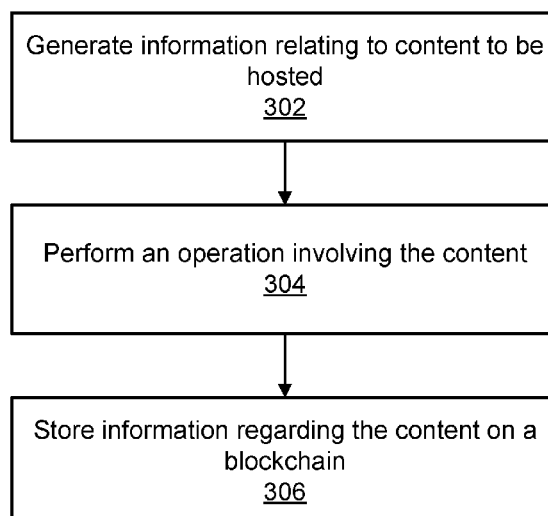 Generate information relating to content to be
hosted
302
Perform an operation involving the content
304
Store information regarding the content on a
blockchain
306